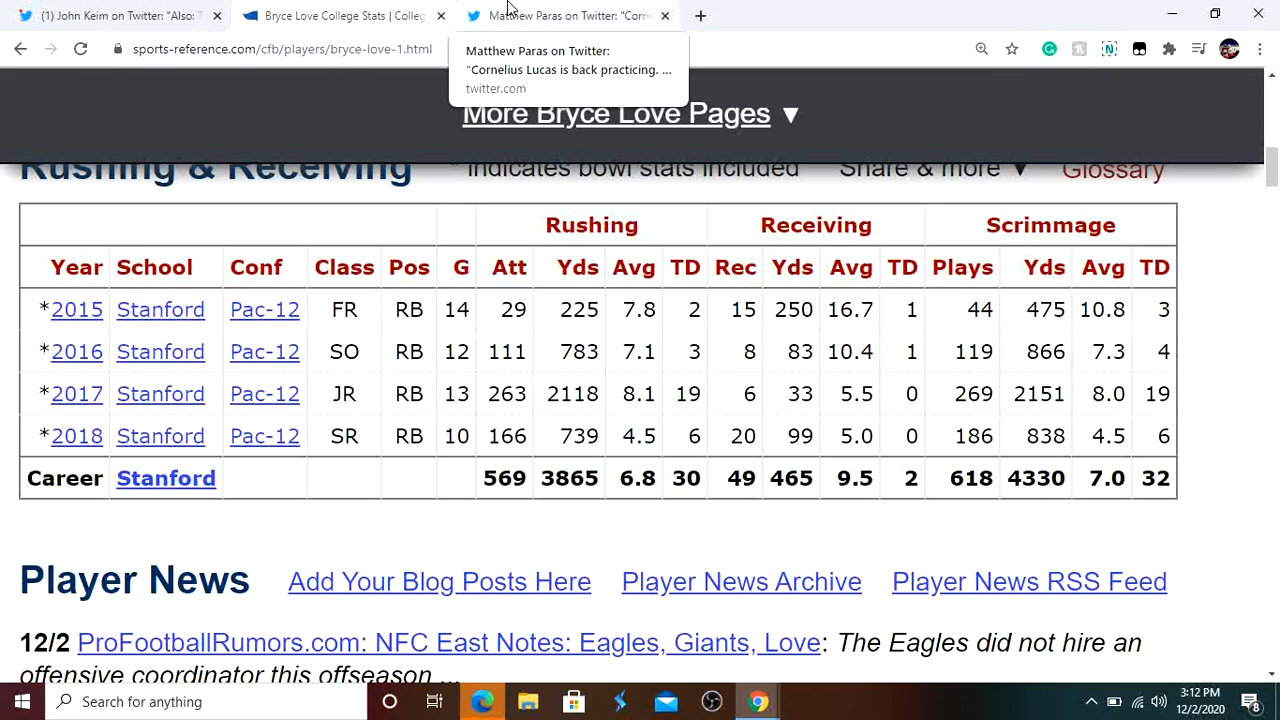 (1) John Keim on Twitter: "Also: T
Bryce Love College Stats | Colleg
Matthew Paras on Twitter: "Corne
sports-reference.com/cfb/players/bryce-love-1.html
Matthew Paras on Twitter:
"Cornelius Lucas is back practicing. ...
twitter.com
More Bryce Love Pages ▼
Rushing & Receiving * indicates bowl stats included Share & more ▼ Glossary
Rushing Receiving Scrimmage
Year School Conf Class Pos G Att Yds Avg TD Rec Yds Avg TD Plays Yds Avg TD
*2015 Stanford Pac-12 FR RB 14 29 225 7.8 2 15 250 16.7 1 44 475 10.8 3
*2016 Stanford Pac-12 SO RB 12 111 783 7.1 3 8 83 10.4 1 119 866 7.3 4
*2017 Stanford Pac-12 JR RB 13 263 2118 8.1 19 6 33 5.5 0 269 2151 8.0 19
*2018 Stanford Pac-12 SR RB 10 166 739 4.5 6 20 99 5.0 0 186 838 4.5 6
Career Stanford 569 3865 6.8 30 49 465 9.5 2 618 4330 7.0 32
Player News Add Your Blog Posts Here Player News Archive Player News RSS Feed
12/2 ProFootballRumors.com: NFC East Notes: Eagles, Giants, Love: The Eagles did not hire an
offensive coordinator this offseason ...
Search for anything
3:12 PM
12/2/2020
8